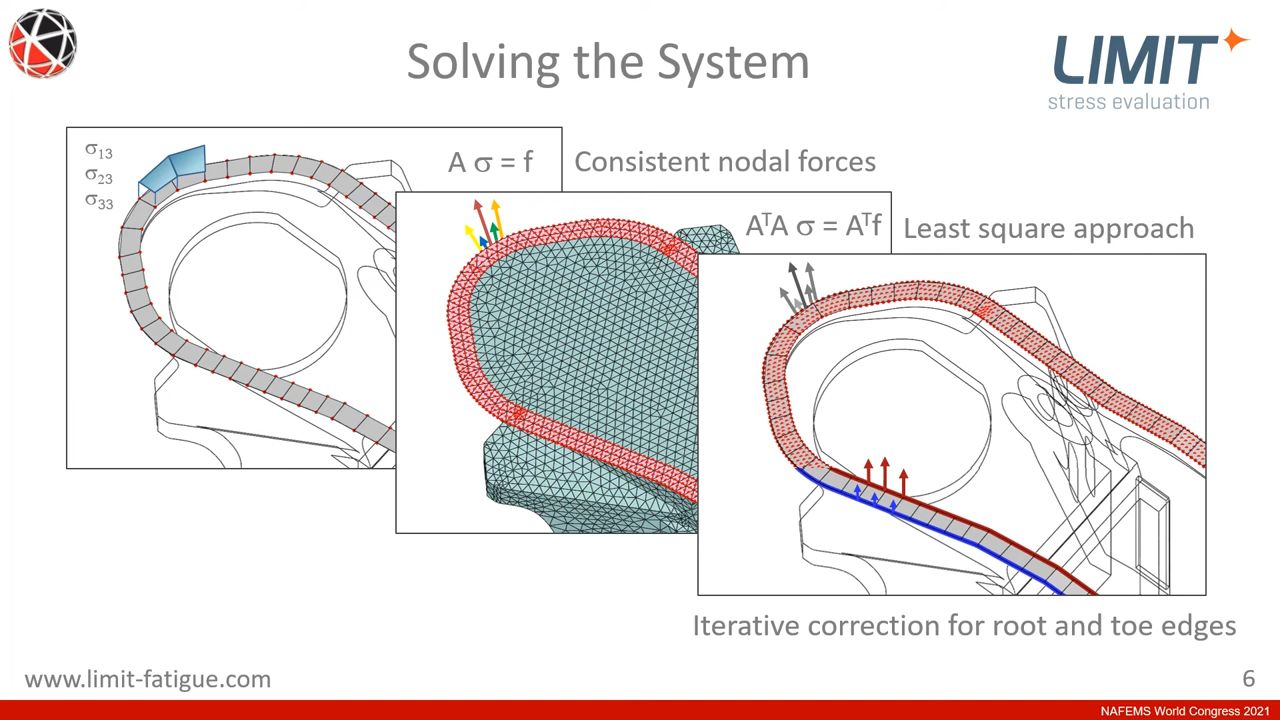 Solving the System
LIMIT
stress evaluation
σ13
σ23
σ33
A σ = f
Consistent nodal forces
AᵀA σ = Aᵀf
Least square approach
Iterative correction for root and toe edges
www.limit-fatigue.com
6
NAFEMS World Congress 2021